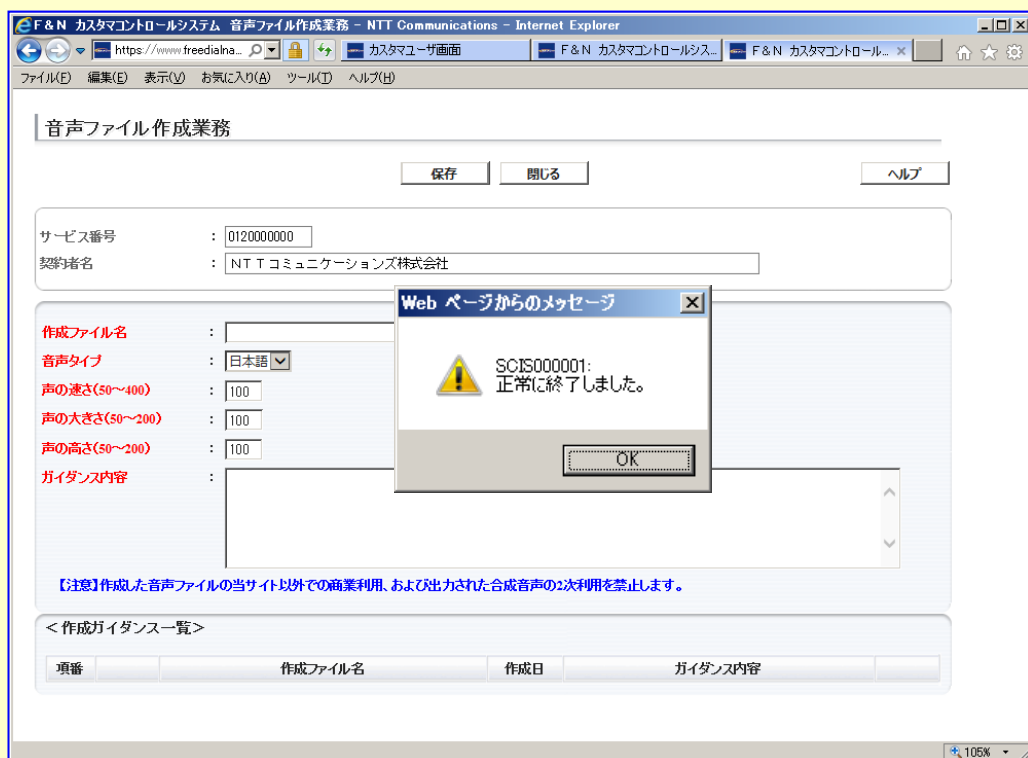 F&N カスタマコントロールシステム 音声ファイル作成業務 - NTT Communications - Internet Explorer
https://www.freedialna... カスタマユーザ画面 F&N カスタマコントロールシス... F&N カスタマコントロール... ×
ファイル(F) 編集(E) 表示(V) お気に入り(A) ツール(T) ヘルプ(H)
音声ファイル作成業務
保存 閉じる ヘルプ
サービス番号 : 0120000000
契約者名 : NTTコミュニケーションズ株式会社
Web ページからのメッセージ
SCIS000001:
正常に終了しました。
OK
作成ファイル名 :
音声タイプ : 日本語
声の速さ(50～400) : 100
声の大きさ(50～200) : 100
声の高さ(50～200) : 100
ガイダンス内容 :
【注意】作成した音声ファイルの当サイト以外での商業利用、および出力された合成音声の2次利用を禁止します。
＜作成ガイダンス一覧＞
項番 作成ファイル名 作成日 ガイダンス内容
105%